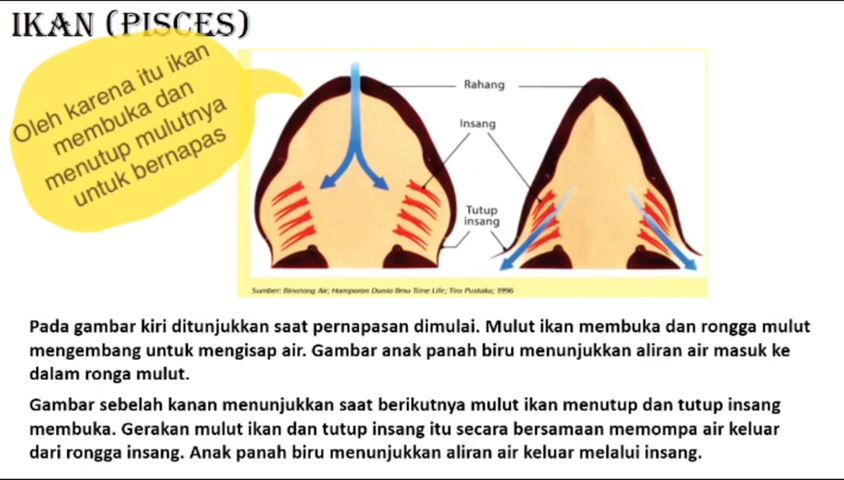 IKAN (PISCES)
Oleh karena itu ikan
membuka dan
menutup mulutnya
untuk bernapas
Rahang
Insang
Tutup
insang
Sumber: Binatang Air; Hamparan Dunia Ilmu Time Life; Tira Pustaka; 1996
Pada gambar kiri ditunjukkan saat pernapasan dimulai. Mulut ikan membuka dan rongga mulut
mengembang untuk mengisap air. Gambar anak panah biru menunjukkan aliran air masuk ke
dalam ronga mulut.
Gambar sebelah kanan menunjukkan saat berikutnya mulut ikan menutup dan tutup insang
membuka. Gerakan mulut ikan dan tutup insang itu secara bersamaan memompa air keluar
dari rongga insang. Anak panah biru menunjukkan aliran air keluar melalui insang.